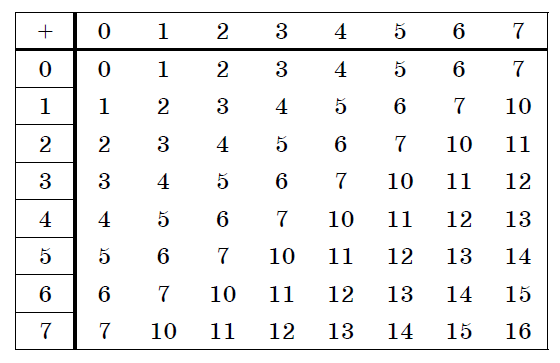 + 0 1 2 3 4 5 6 7
0 0 1 2 3 4 5 6 7
1 1 2 3 4 5 6 7 10
2 2 3 4 5 6 7 10 11
3 3 4 5 6 7 10 11 12
4 4 5 6 7 10 11 12 13
5 5 6 7 10 11 12 13 14
6 6 7 10 11 12 13 14 15
7 7 10 11 12 13 14 15 16